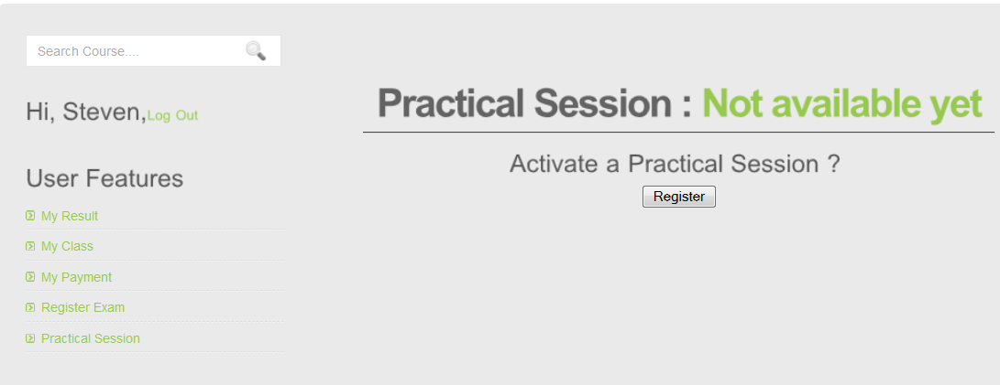 Search Course....
Hi, Steven,Log Out
User Features
My Result
My Class
My Payment
Register Exam
Practical Session
Practical Session : Not available yet
Activate a Practical Session ?
Register